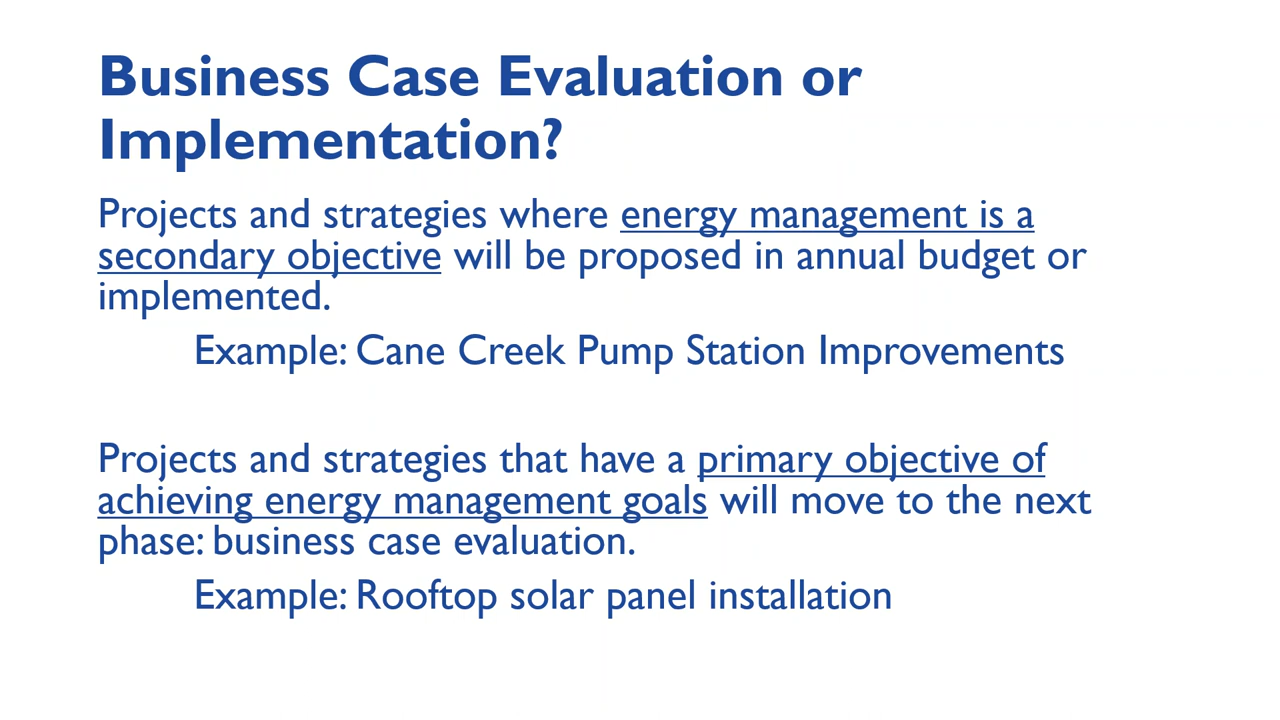 Business Case Evaluation or
Implementation?
Projects and strategies where energy management is a
secondary objective will be proposed in annual budget or
implemented.
Example: Cane Creek Pump Station Improvements
Projects and strategies that have a primary objective of
achieving energy management goals will move to the next
phase: business case evaluation.
Example: Rooftop solar panel installation